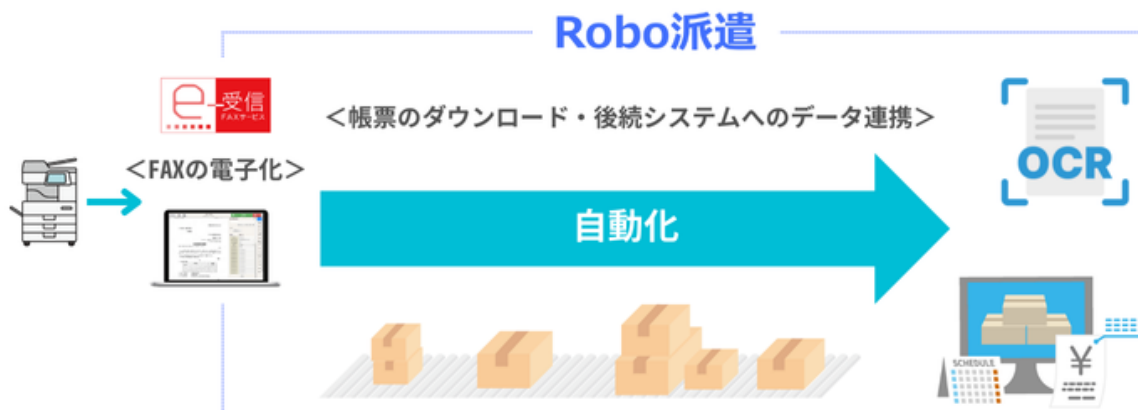 Robo派遣
e-受信
FAXサービス
<FAXの電子化>
<帳票のダウンロード・後続システムへのデータ連携>
自動化
OCR
SCHEDULE
¥